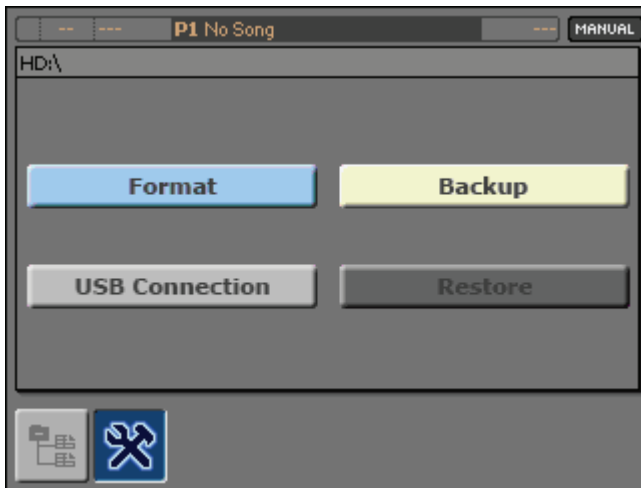 -- --- P1 No Song --- MANUAL
HD:\
Format Backup
USB Connection Restore